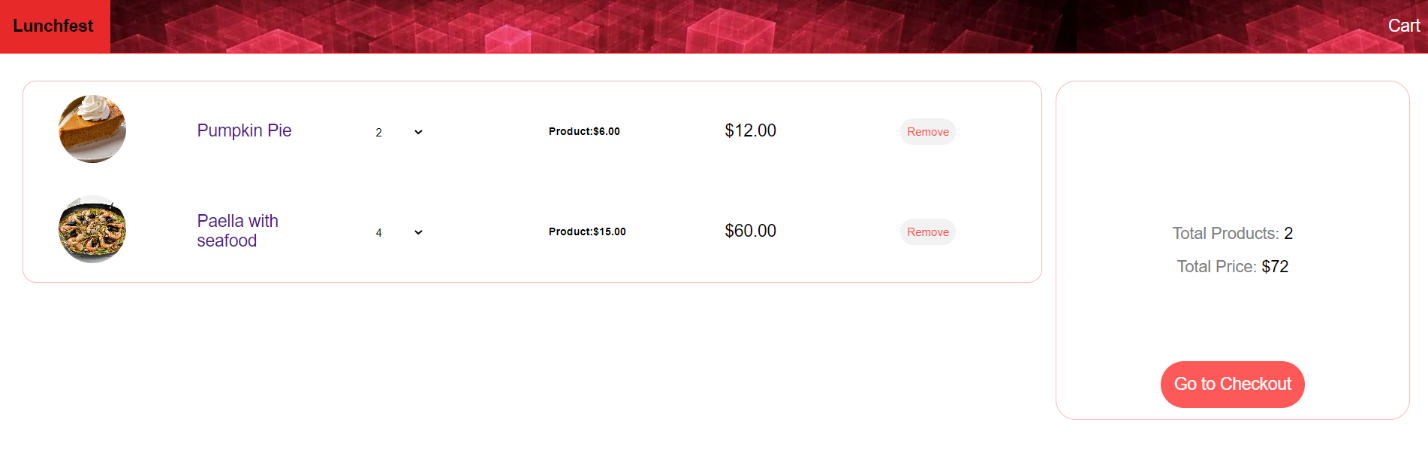 Lunchfest
Cart
Pumpkin Pie
2
Product:$6.00
$12.00
Remove
Paella with
seafood
4
Product:$15.00
$60.00
Remove
Total Products: 2
Total Price: $72
Go to Checkout